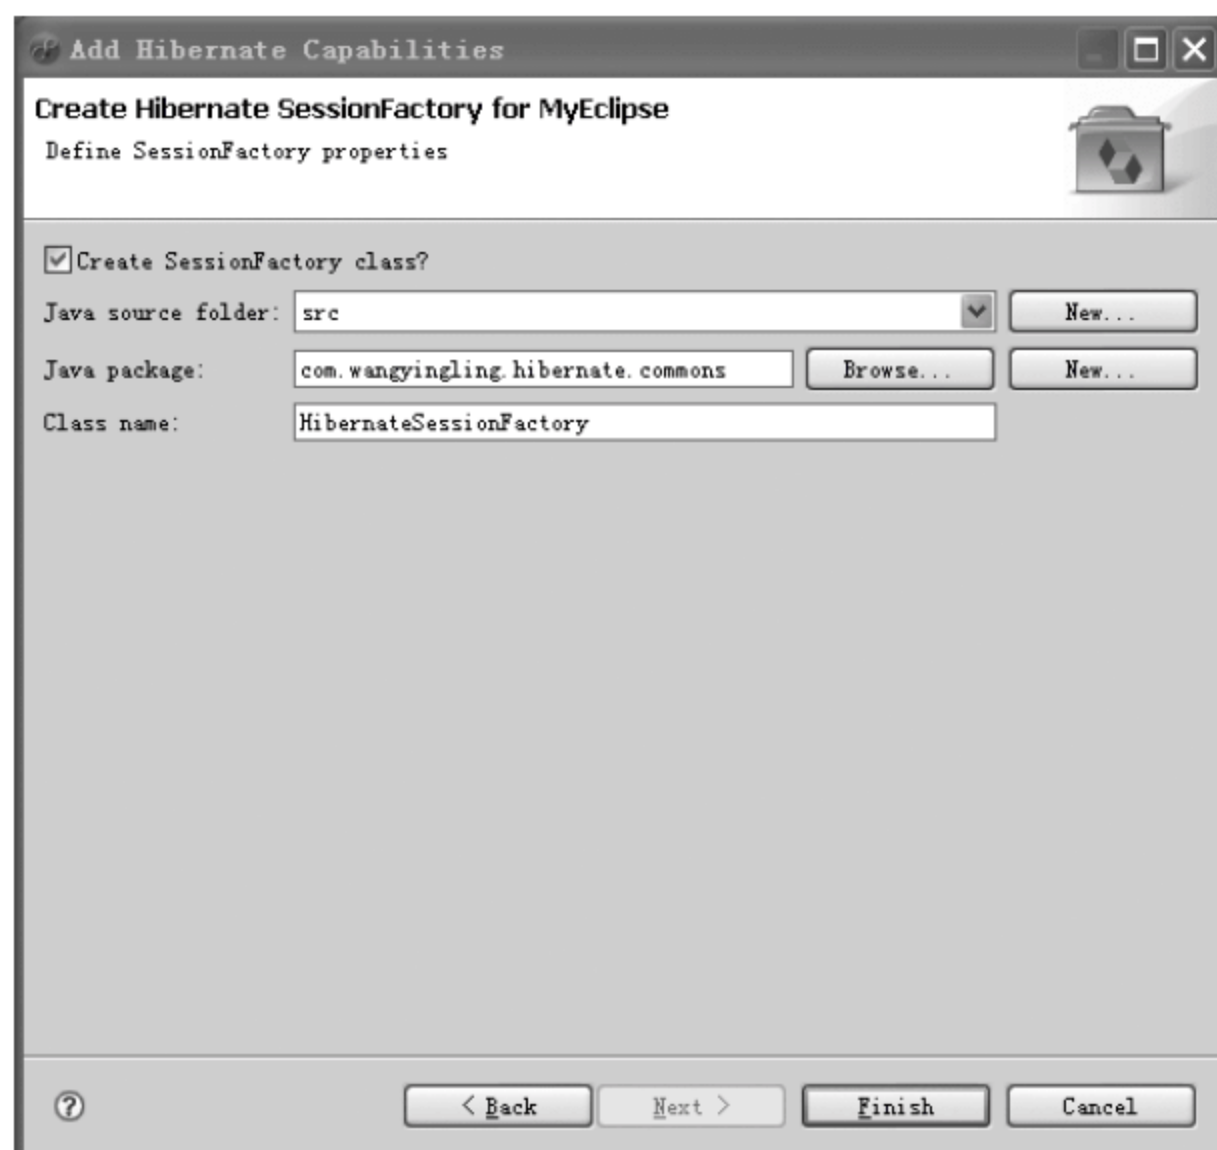 Add Hibernate Capabilities
Create Hibernate SessionFactory for MyEclipse
Define SessionFactory properties
Create SessionFactory class?
Java source folder: src New...
Java package: com.wangyingling.hibernate.commons Browse... New...
Class name: HibernateSessionFactory
? < Back Next > Finish Cancel